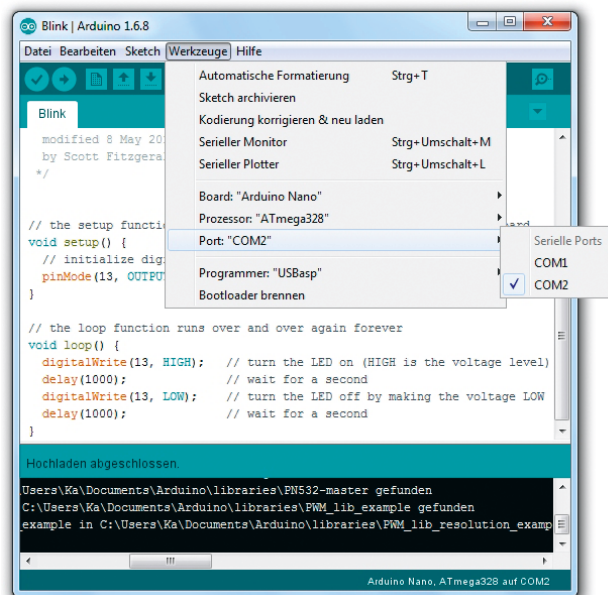 Blink | Arduino 1.6.8
Datei Bearbeiten Sketch Werkzeuge Hilfe
Automatische Formatierung Strg+T
Sketch archivieren
Kodierung korrigieren & neu laden
Serieller Monitor Strg+Umschalt+M
Serieller Plotter Strg+Umschalt+L
Board: "Arduino Nano"
Prozessor: "ATmega328"
Port: "COM2"
Programmer: "USBasp"
Bootloader brennen
Serielle Ports
COM1
COM2
Blink
modified 8 May 20
by Scott Fitzgera
*/
// the setup functi
void setup() {
// initialize dig
pinMode(13, OUTPU
}
// the loop function runs over and over again forever
void loop() {
digitalWrite(13, HIGH); // turn the LED on (HIGH is the voltage level)
delay(1000); // wait for a second
digitalWrite(13, LOW); // turn the LED off by making the voltage LOW
delay(1000); // wait for a second
}
Hochladen abgeschlossen.
Users\Ka\Documents\Arduino\libraries\PN532-master gefunden
C:\Users\Ka\Documents\Arduino\libraries\PWM_lib_example gefunden
_example in C:\Users\Ka\Documents\Arduino\libraries\PWM_lib_resolution_examp
Arduino Nano, ATmega328 auf COM2